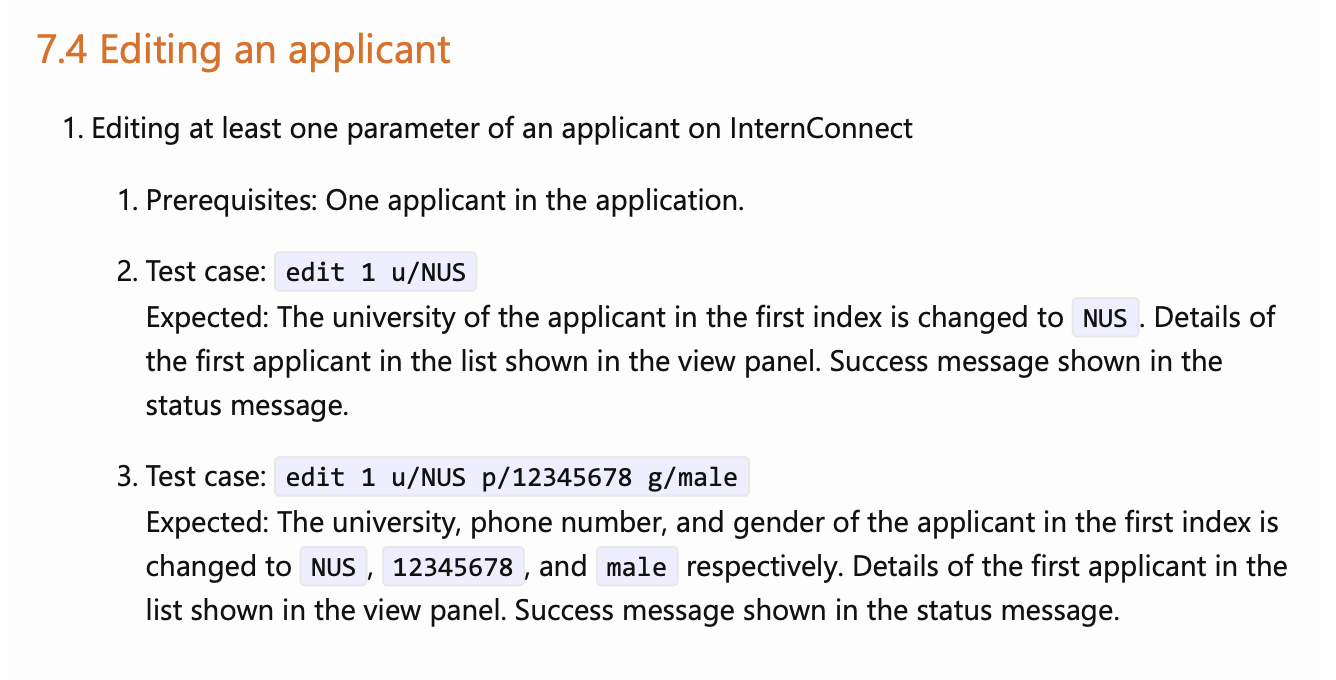 7.4 Editing an applicant
1. Editing at least one parameter of an applicant on InternConnect
1. Prerequisites: One applicant in the application.
2. Test case: edit 1 u/NUS
Expected: The university of the applicant in the first index is changed to NUS. Details of
the first applicant in the list shown in the view panel. Success message shown in the
status message.
3. Test case: edit 1 u/NUS p/12345678 g/male
Expected: The university, phone number, and gender of the applicant in the first index is
changed to NUS, 12345678, and male respectively. Details of the first applicant in the
list shown in the view panel. Success message shown in the status message.